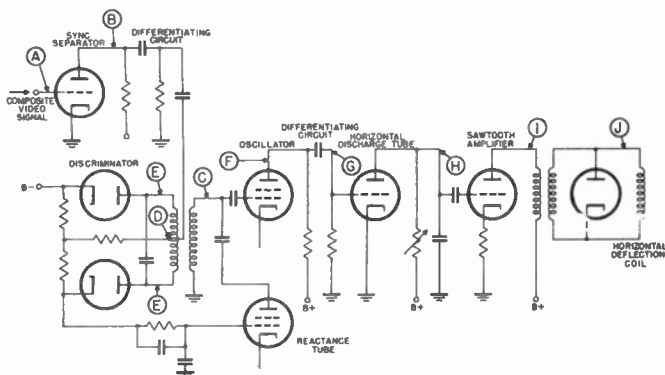 B
SYNC
SEPARATOR
DIFFERENTIATING
CIRCUIT
A
COMPOSITE
VIDEO
SIGNAL
DISCRIMINATOR
E
B-
D
E
C
F
OSCILLATOR
DIFFERENTIATING
CIRCUIT
G
HORIZONTAL
DISCHARGE TUBE
H
SAWTOOTH
AMPLIFIER
I
J
HORIZONTAL
DEFLECTION
COIL
B+
B+
B+
REACTANCE
TUBE